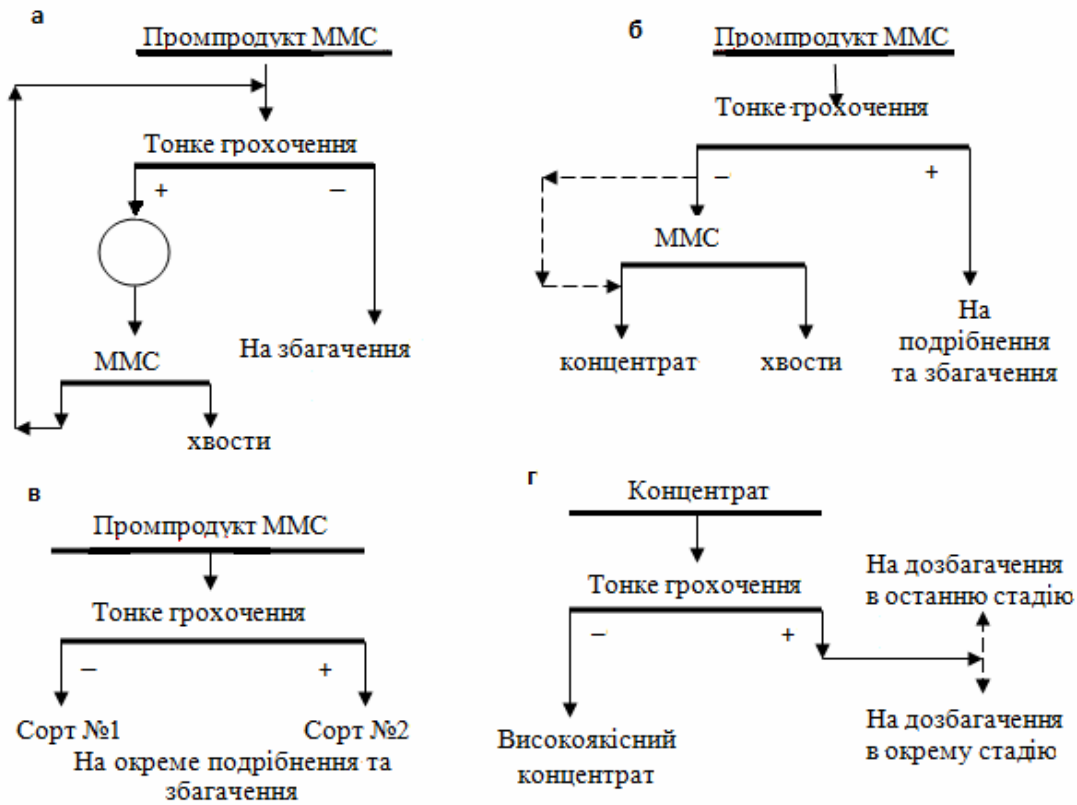 а
Промпродукт ММС
Тонке грохочення
+
–
ММС
На збагачення
хвости
б
Промпродукт ММС
Тонке грохочення
–
+
ММС
концентрат
хвости
На
подрібнення
та збагачення
в
Промпродукт ММС
Тонке грохочення
–
+
Сорт №1
Сорт №2
На окреме подрібнення та
збагачення
г
Концентрат
Тонке грохочення
–
+
На дозбагачення
в останню стадію
Високоякісний
концентрат
На дозбагачення
в окрему стадію